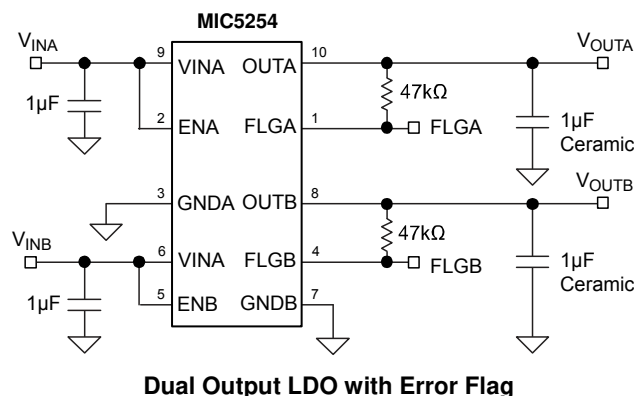 MIC5254
VINA
9
VINA
OUTA
10
VOUTA
1µF
47kΩ
2
ENA
FLGA
1
FLGA
1µF
Ceramic
3
GNDA
OUTB
8
VOUTB
VINB
6
VINA
FLGB
4
47kΩ
FLGB
1µF
5
ENB
GNDB
7
1µF
Ceramic
Dual Output LDO with Error Flag